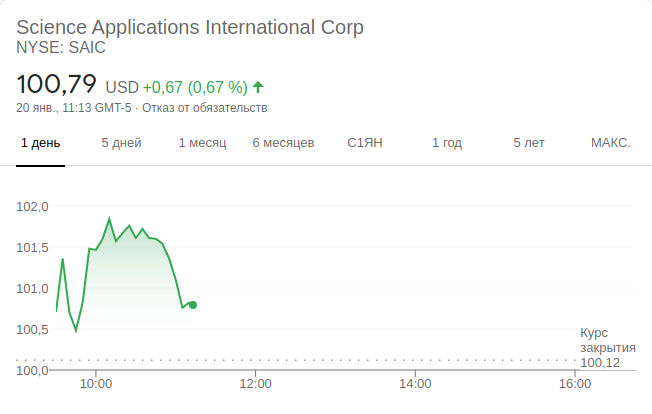 Science Applications International Corp
NYSE: SAIC
100,79 USD +0,67 (0,67 %)
20 янв., 11:13 GMT-5 · Отказ от обязательств
1 день 5 дней 1 месяц 6 месяцев С1ЯН 1 год 5 лет МАКС.
102,0
101,5
101,0
100,5
100,0
Курс
закрытия
100,12
10:00 12:00 14:00 16:00